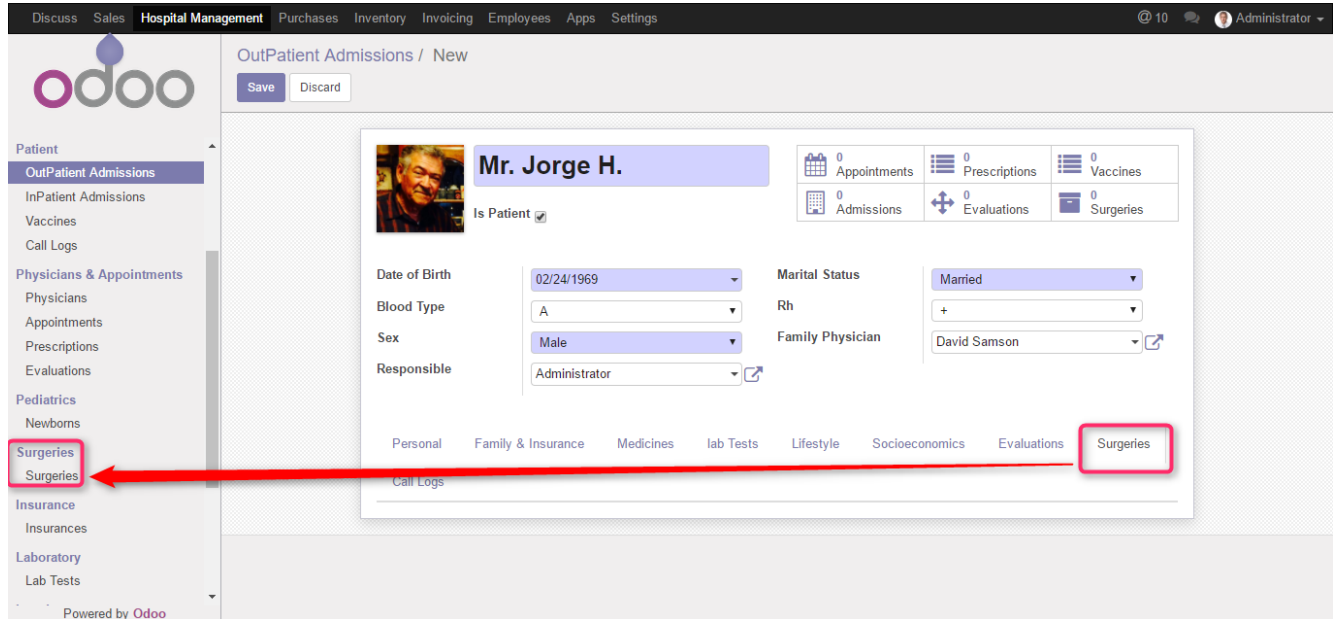 Discuss Sales Hospital Management Purchases Inventory Invoicing Employees Apps Settings @ 10 Administrator
odoo
OutPatient Admissions / New
Save Discard
Patient
OutPatient Admissions
InPatient Admissions
Vaccines
Call Logs
Physicians & Appointments
Physicians
Appointments
Prescriptions
Evaluations
Pediatrics
Newborns
Surgeries
Surgeries
Insurance
Insurances
Laboratory
Lab Tests
Powered by Odoo
Mr. Jorge H.
Is Patient
0 Appointments
0 Prescriptions
0 Vaccines
0 Admissions
0 Evaluations
0 Surgeries
Date of Birth 02/24/1969
Marital Status Married
Blood Type A
Rh +
Sex Male
Family Physician David Samson
Responsible Administrator
Personal Family & Insurance Medicines lab Tests Lifestyle Socioeconomics Evaluations Surgeries
Call Logs